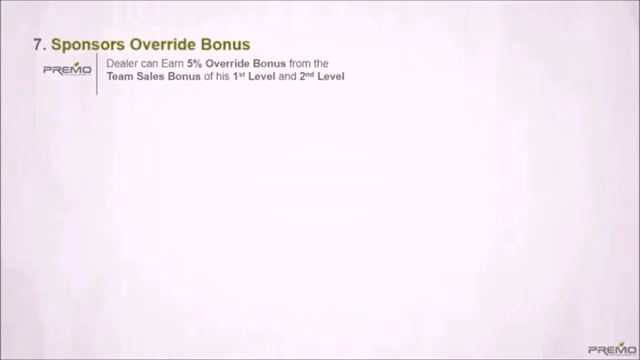 7. Sponsors Override Bonus
PREMO
Dealer can Earn 5% Override Bonus from the
Team Sales Bonus of his 1st Level and 2nd Level
PREMO